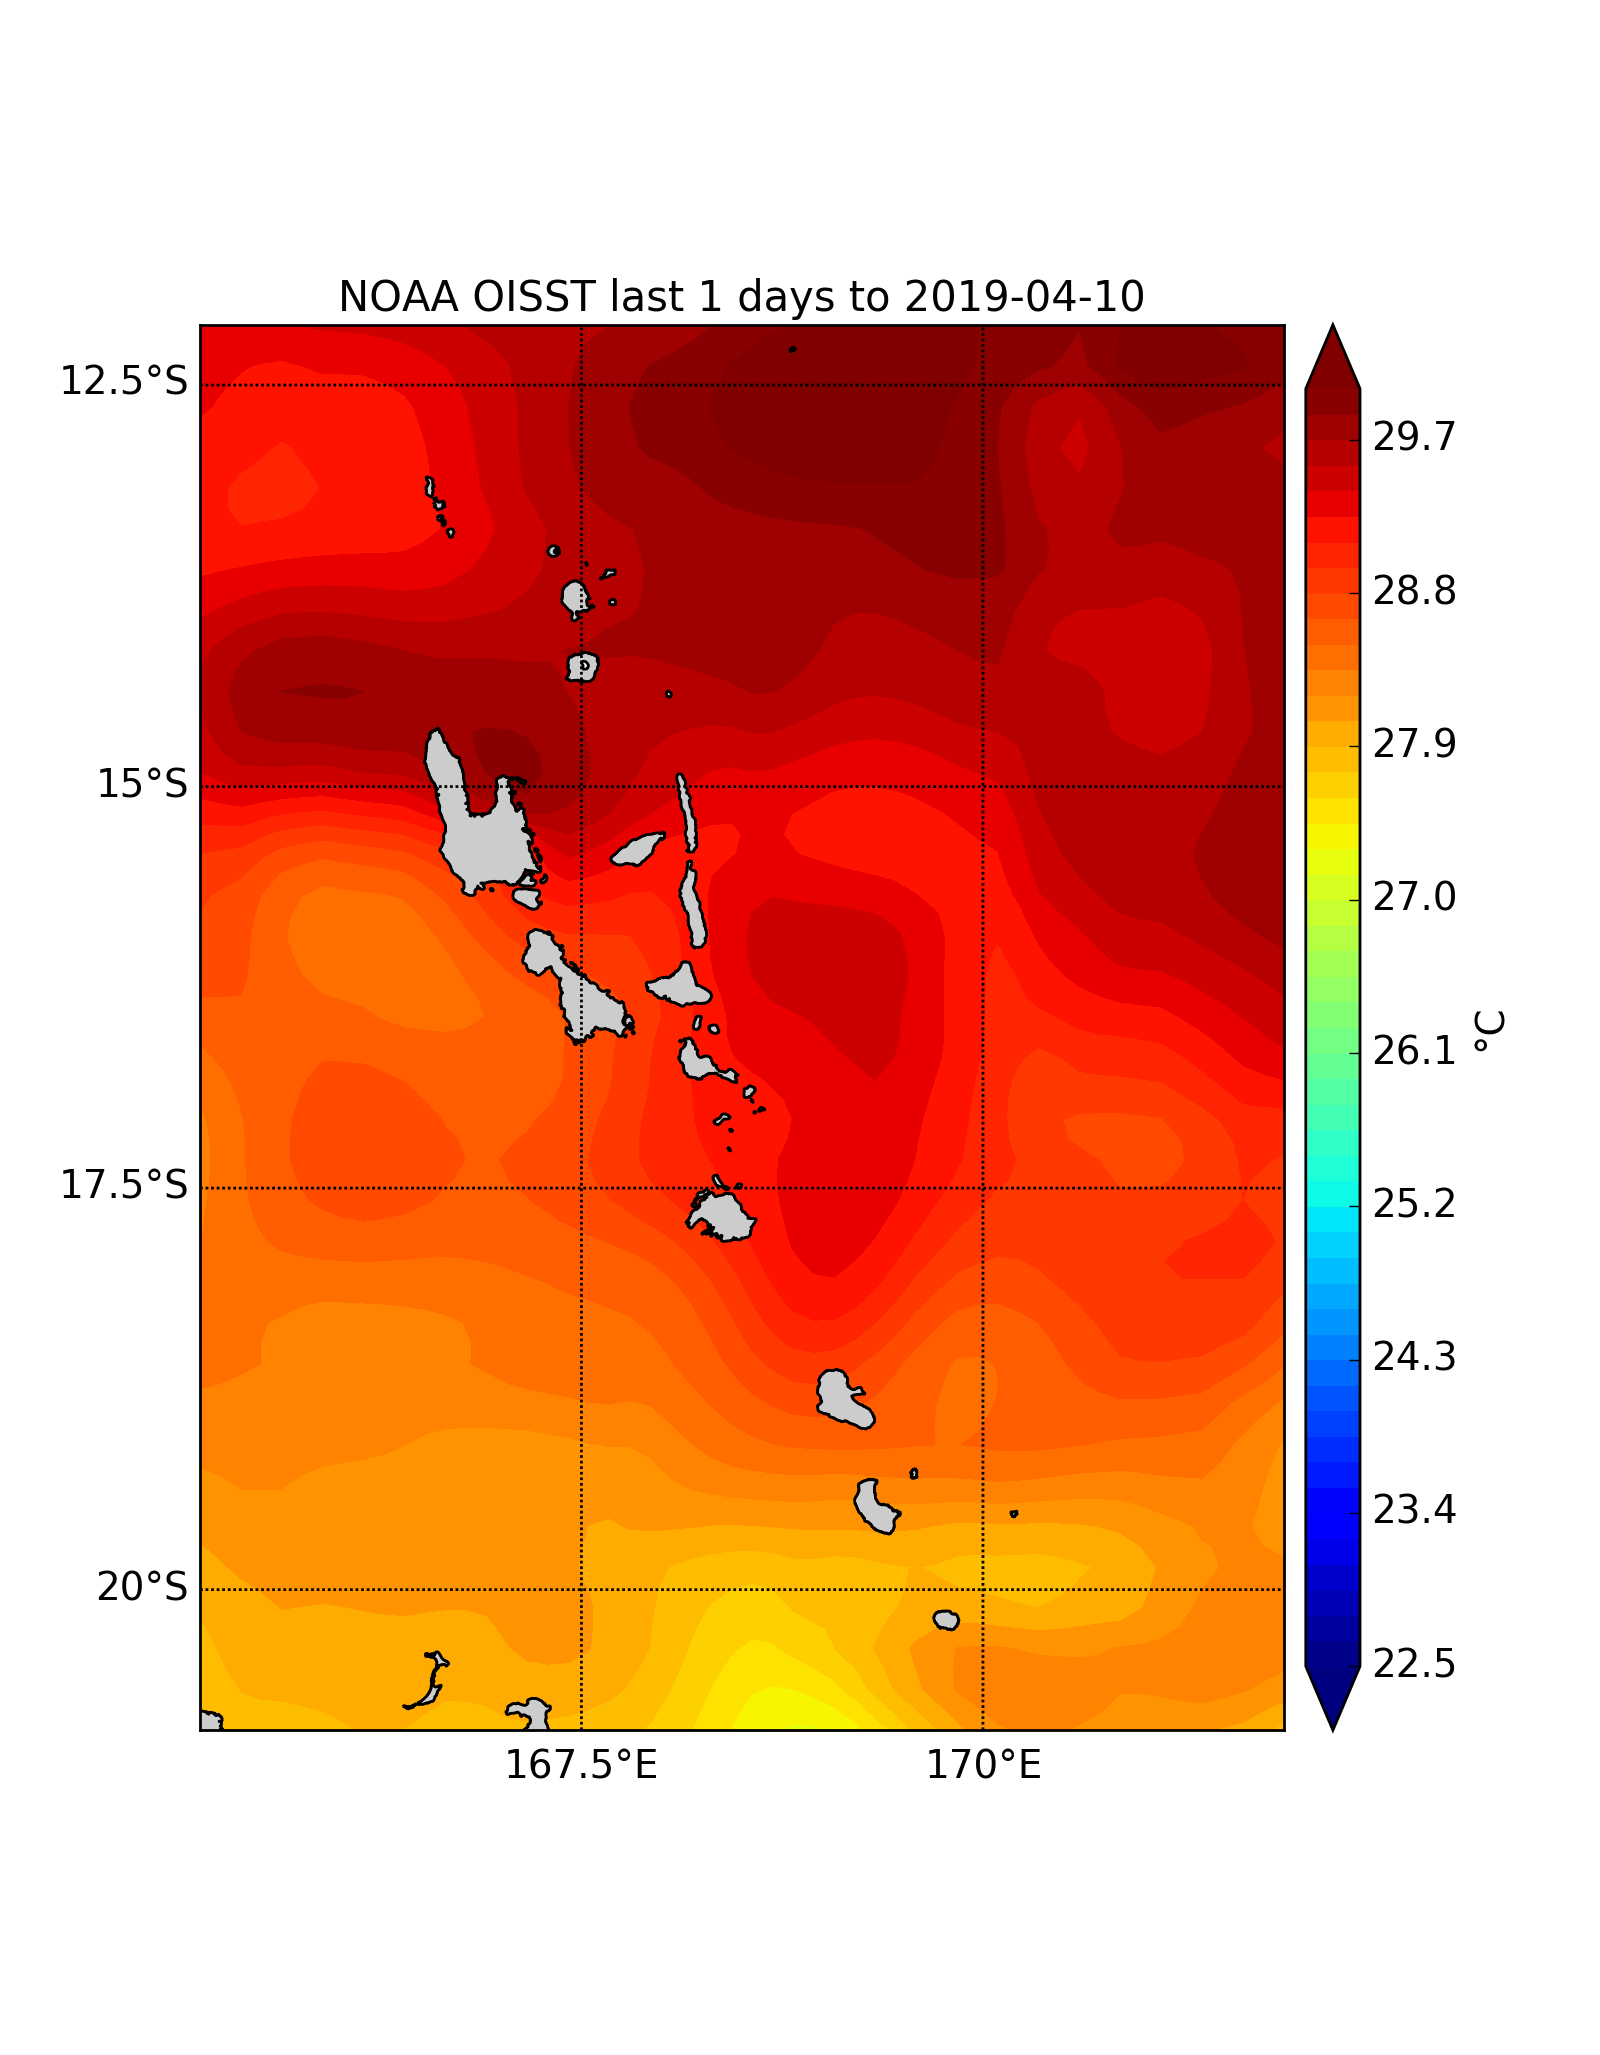 NOAA OISST last 1 days to 2019-04-10
12.5°S
15°S
17.5°S
20°S
167.5°E
170°E
29.7
28.8
27.9
27.0
26.1
25.2
24.3
23.4
22.5
°C